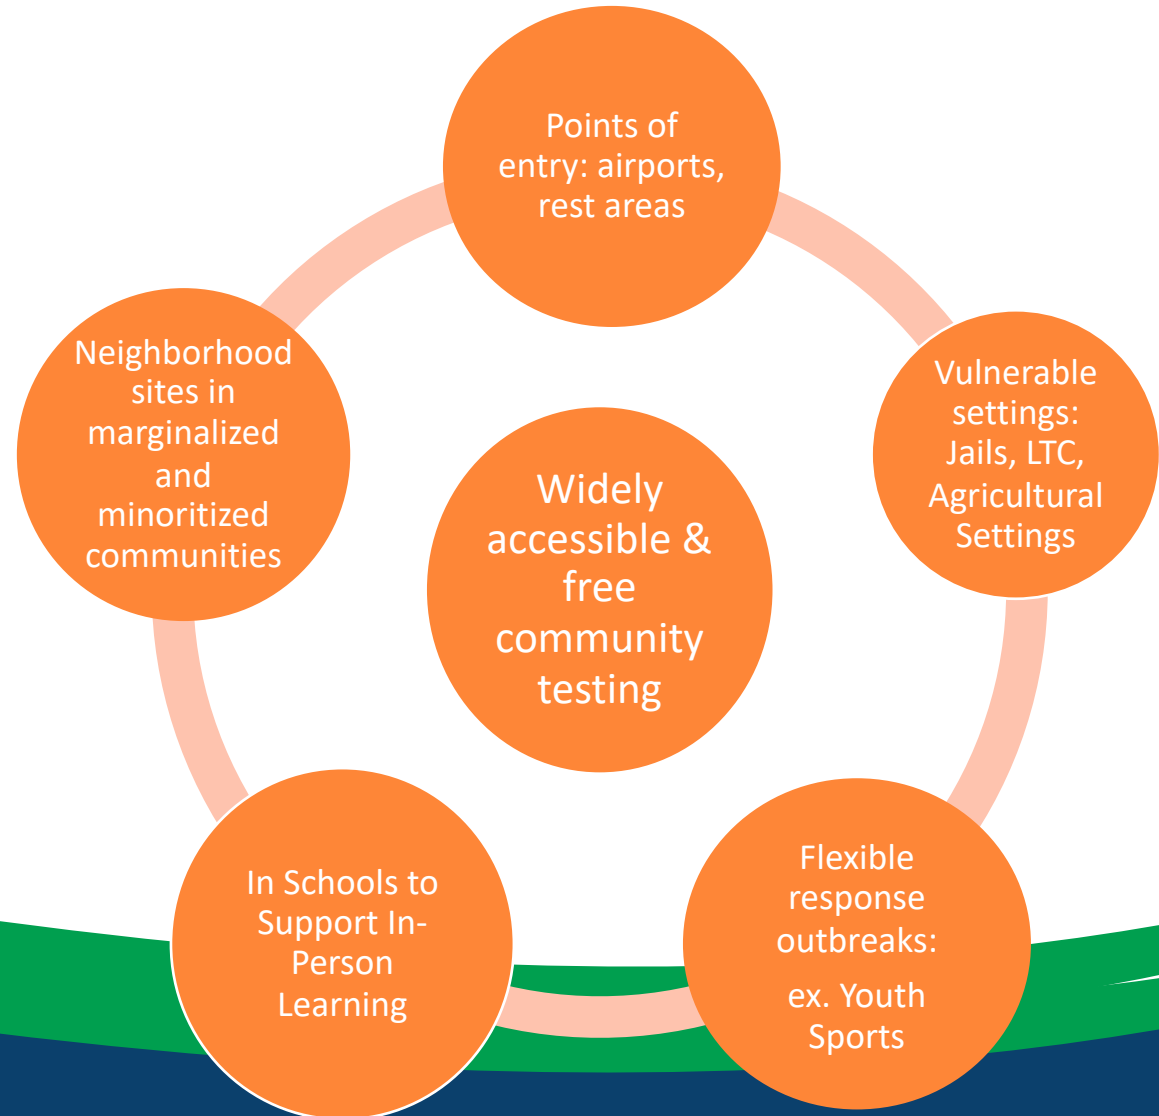 Points of
entry: airports,
rest areas
Vulnerable
settings:
Jails, LTC,
Agricultural
Settings
Flexible
response
outbreaks:
ex. Youth
Sports
In Schools to
Support In-
Person
Learning
Neighborhood
sites in
marginalized
and
minoritized
communities
Widely
accessible &
free
community
testing